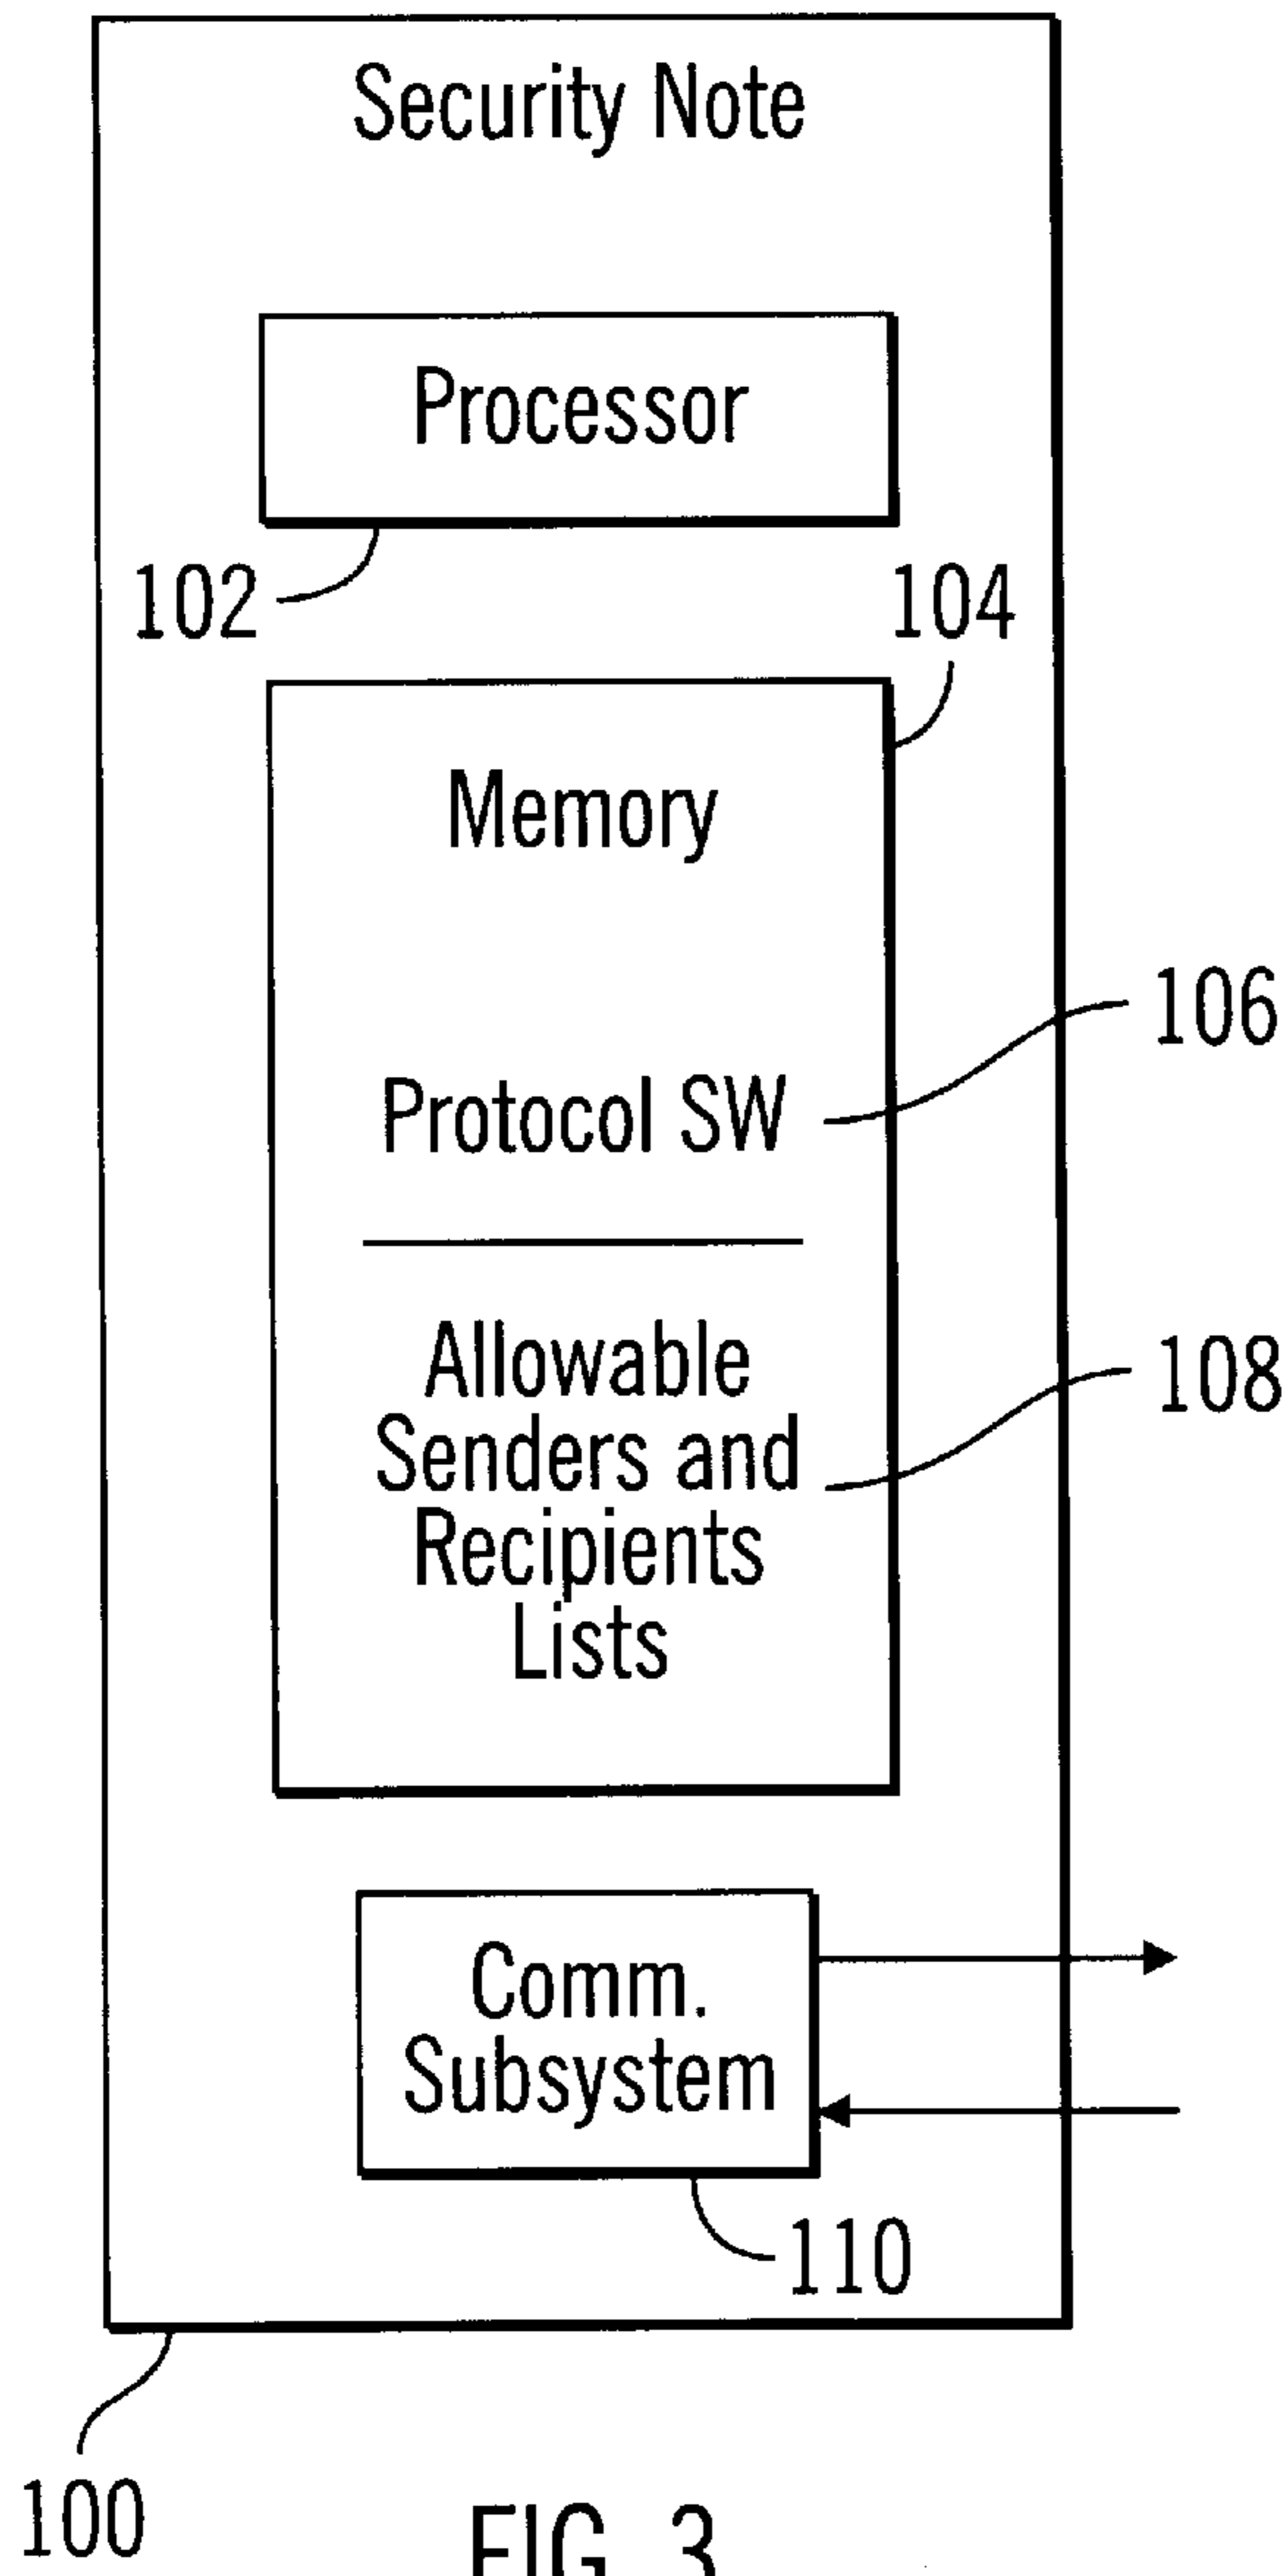 Security Note
Processor
102
104
Memory
106
Protocol SW
Allowable
108
Senders and
Recipients
Lists
Comm.
Subsystem
110
100
FIG. 3